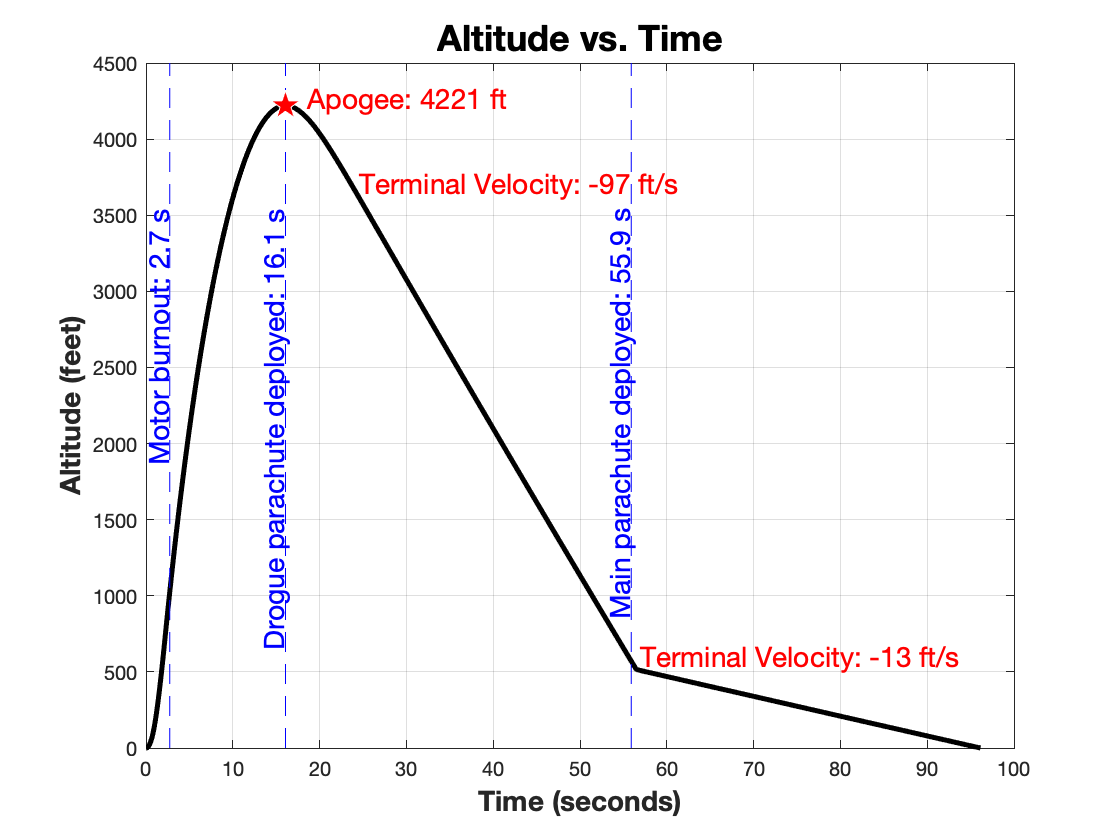 Altitude vs. Time
4500
4000
3500
3000
2500
2000
1500
1000
500
0
Altitude (feet)
Apogee: 4221 ft
Terminal Velocity: -97 ft/s
Motor burnout: 2.7 s
Drogue parachute deployed: 16.1 s
Main parachute deployed: 55.9 s
Terminal Velocity: -13 ft/s
0 10 20 30 40 50 60 70 80 90 100
Time (seconds)